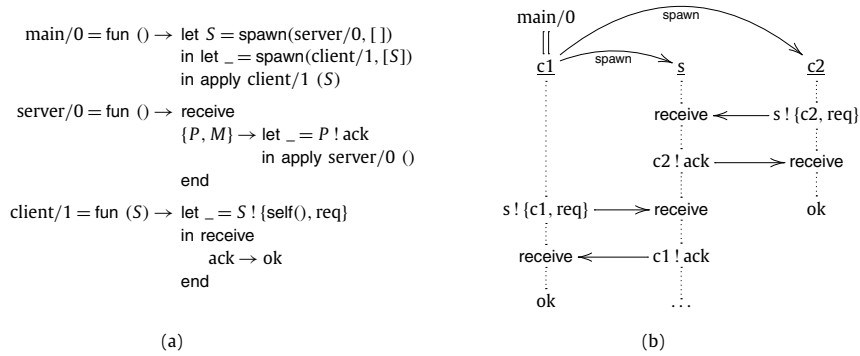 main/0 = fun () → let S = spawn(server/0, [ ])
in let _ = spawn(client/1, [S])
in apply client/1 (S)
server/0 = fun () → receive
{P, M} → let _ = P ! ack
in apply server/0 ()
end
client/1 = fun (S) → let _ = S ! {self(), req}
in receive
ack → ok
end
(a)
main/0
spawn
spawn
c1 s c2
receive s ! {c2, req}
c2 ! ack receive
s ! {c1, req} receive ok
receive c1 ! ack
ok ...
(b)